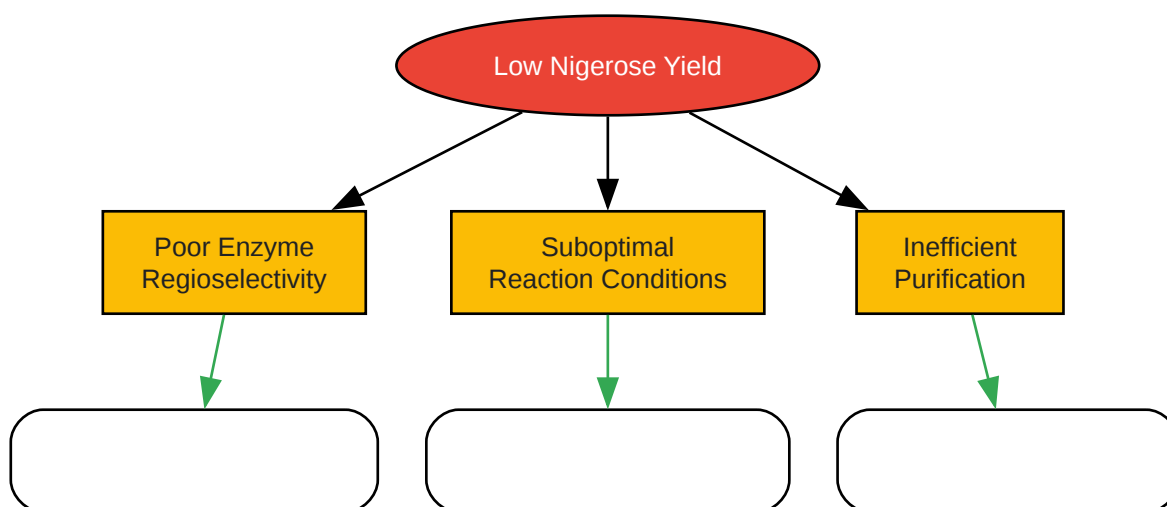 Low Nigerose Yield
Poor Enzyme
Regioselectivity
Suboptimal
Reaction Conditions
Inefficient
Purification